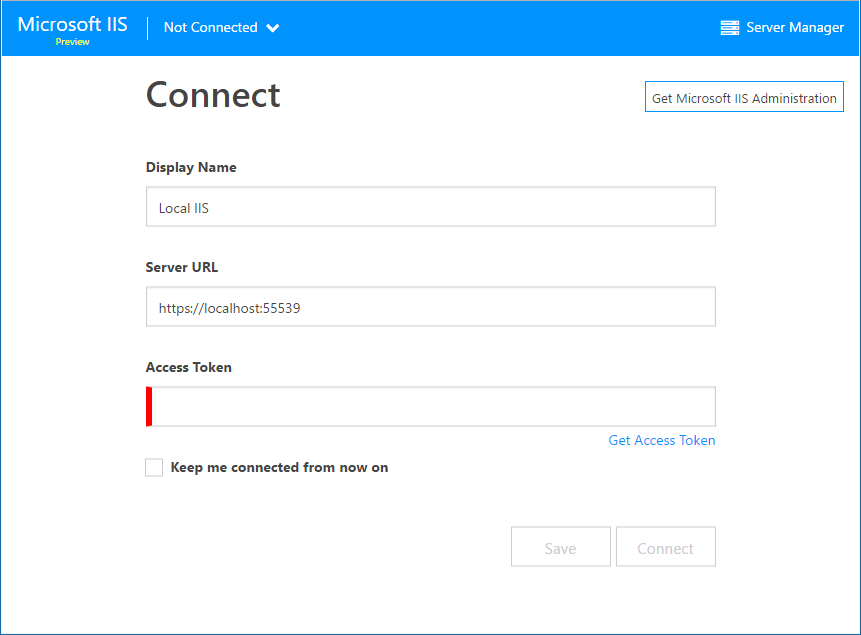 Microsoft IIS
Preview
Not Connected
Server Manager
Connect
Get Microsoft IIS Administration
Display Name
Local IIS
Server URL
https://localhost:55539
Access Token
Get Access Token
Keep me connected from now on
Save
Connect